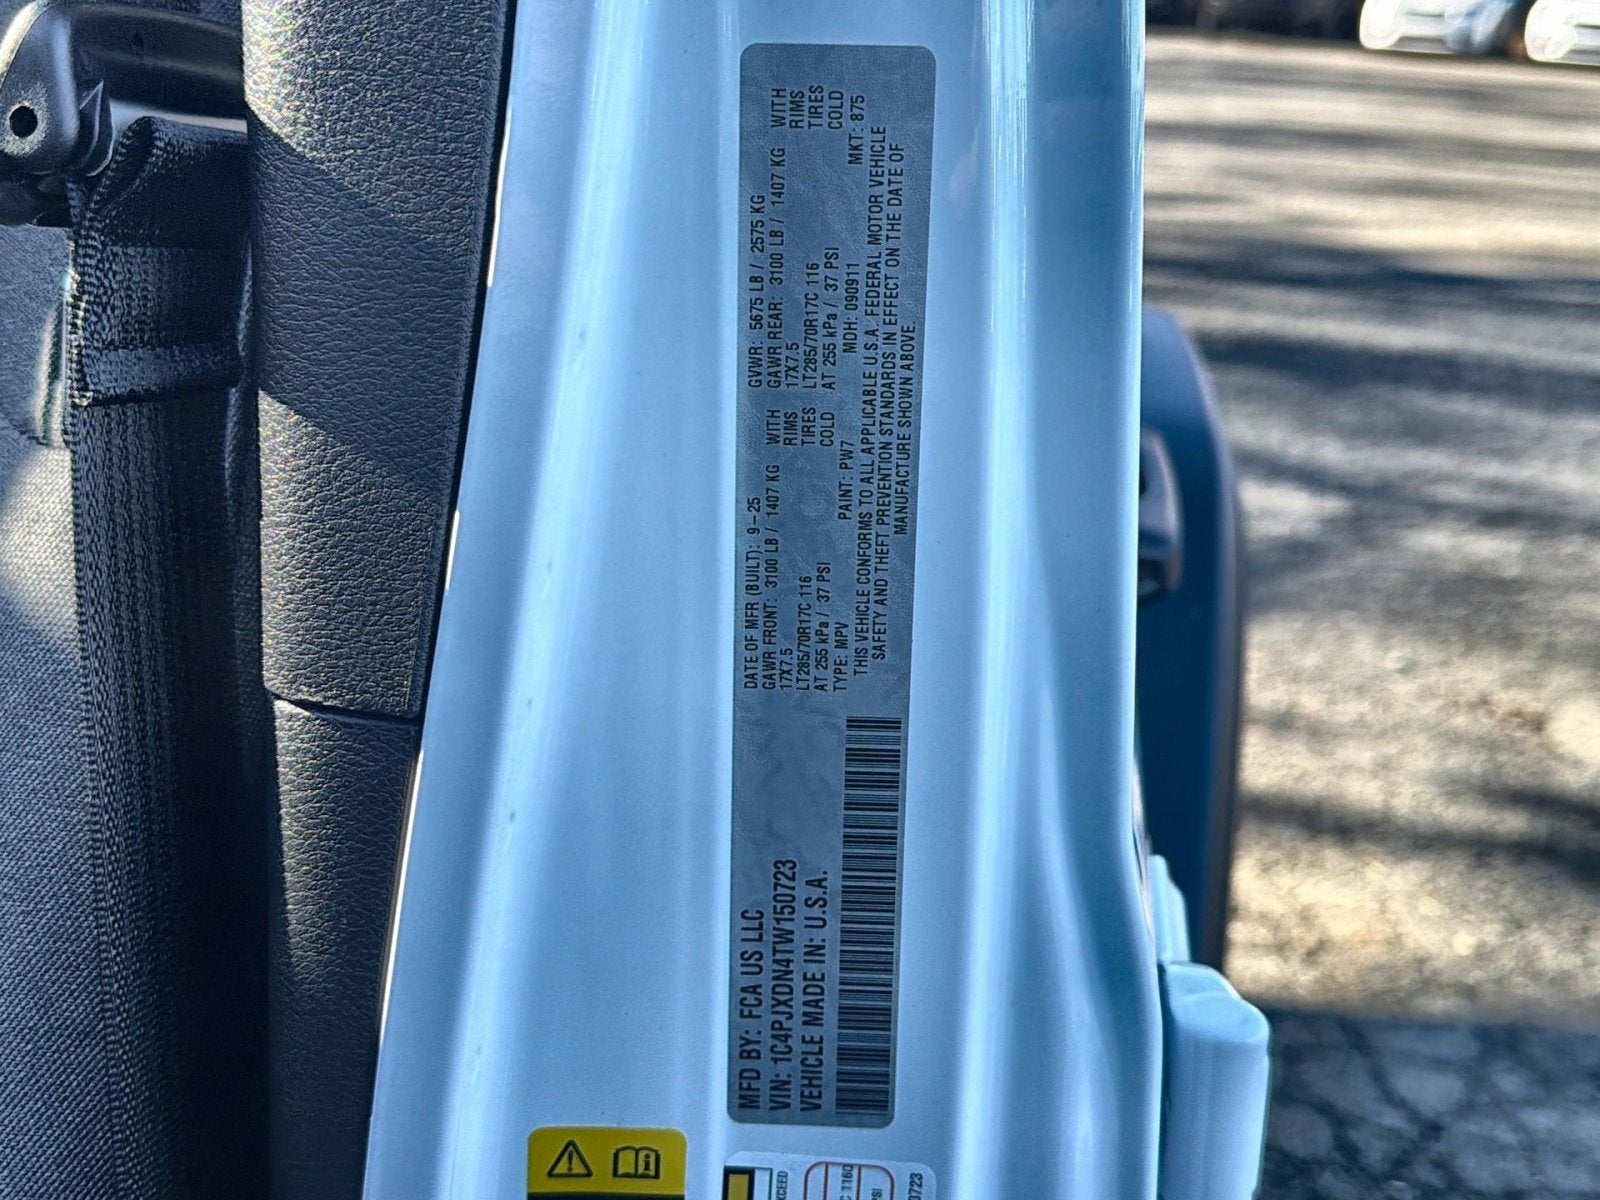 MFD BY: FCA US LLC
VIN: 1C4PJXDN4TW150723
VEHICLE MADE IN: U.S.A.
DATE OF MFR (BUILT): 9-25 GVWR: 5675 LB / 2575 KG
GAWR FRONT: 3100 LB / 1407 KG WITH GAWR REAR: 3100 LB / 1407 KG WITH
17X7.5 RIMS 17X7.5 RIMS
LT285/70R17C 116 TIRES LT285/70R17C 116 TIRES
AT 255 kPa / 37 PSI COLD AT 255 kPa / 37 PSI COLD
TYPE: MPV PAINT: PW7 MDH: 090911 MKT: 875
THIS VEHICLE CONFORMS TO ALL APPLICABLE U.S.A. FEDERAL MOTOR VEHICLE
SAFETY AND THEFT PREVENTION STANDARDS IN EFFECT ON THE DATE OF
MANUFACTURE SHOWN ABOVE.
XCEED
C 116Q
PSI
0723